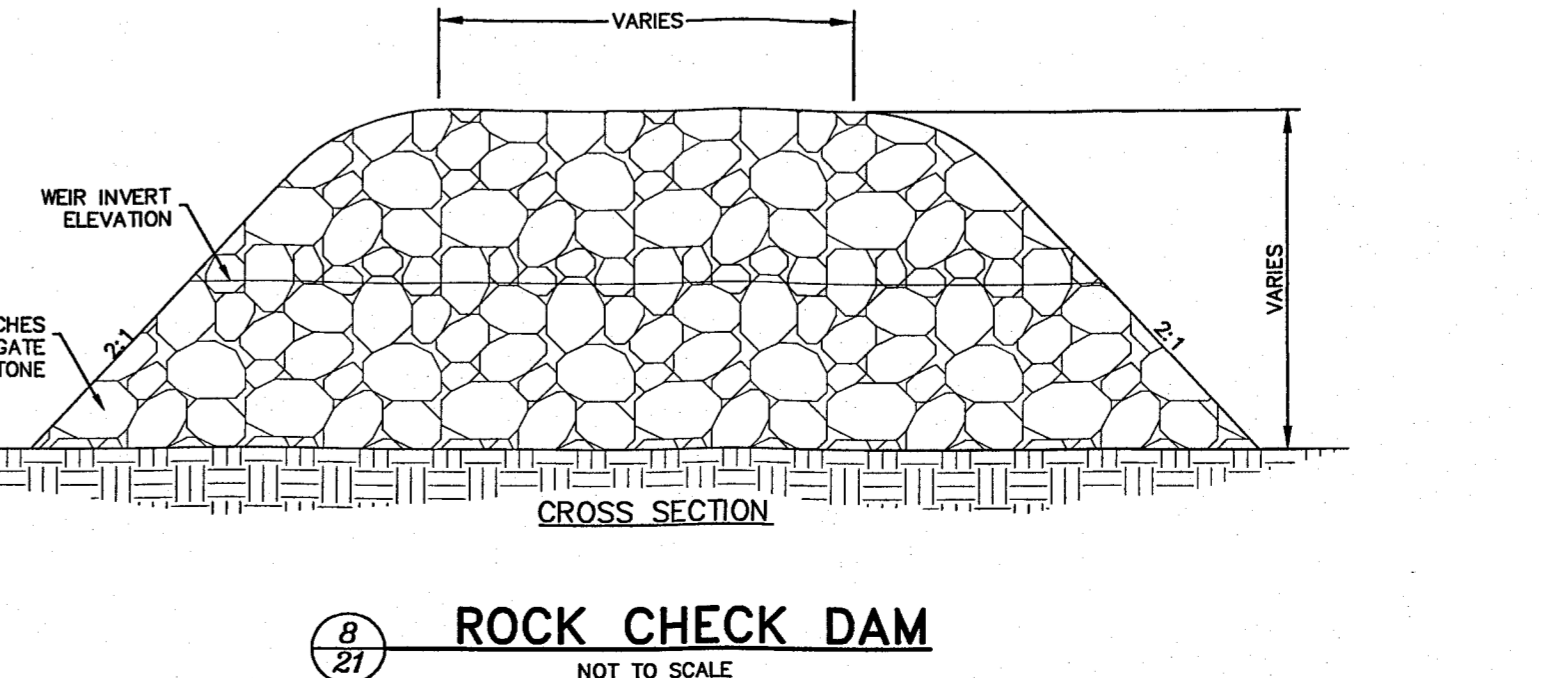 VARIES
WEIR INVERT
ELEVATION
VARIES
2:1
2:1
TONE
CROSS SECTION
8
21
ROCK CHECK DAM
NOT TO SCALE